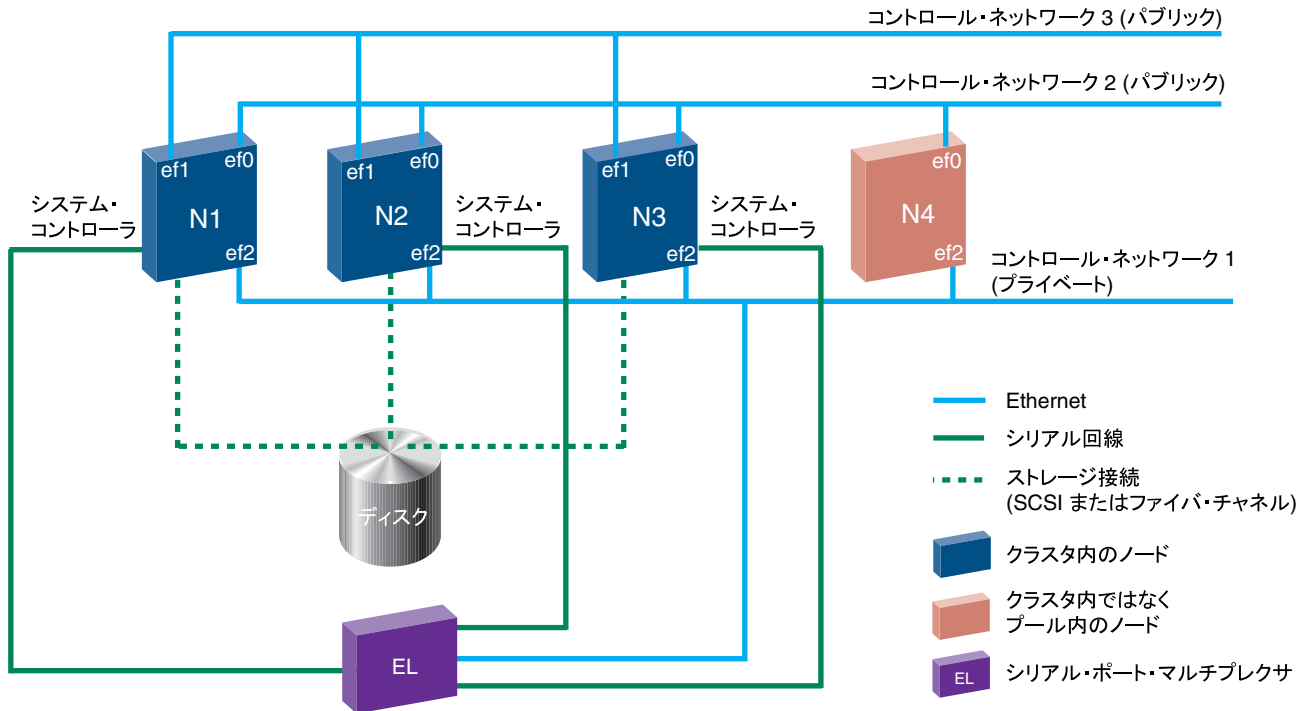 コントロール・ネットワーク 3 (パブリック)
コントロール・ネットワーク 2 (パブリック)
ef1
ef0
N1
ef2
ef1
ef0
N2
ef2
ef1
ef0
N3
ef2
ef0
N4
ef2
システム・
コントローラ
システム・
コントローラ
システム・
コントローラ
コントロール・ネットワーク 1
(プライベート)
ディスク
EL
Ethernet
シリアル回線
ストレージ接続
(SCSI またはファイバ・チャネル)
クラスタ内のノード
クラスタ内ではなく
プール内のノード
EL
シリアル・ポート・マルチプレクサ